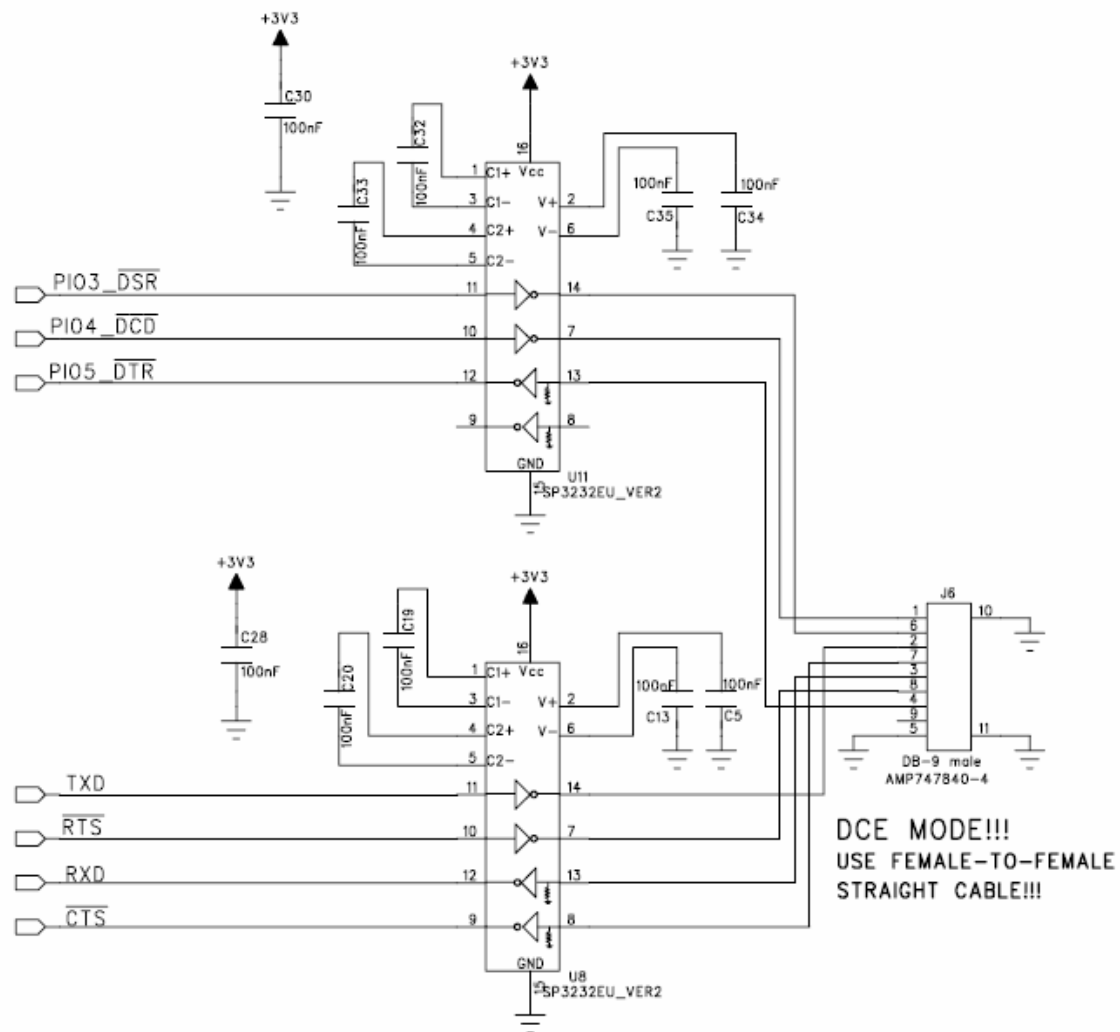 +3V3
C30
100nF
+3V3
C32
100nF
C33
100nF
16
Vcc
1 C1+
3 C1-
4 C2+
5 C2-
V+ 2
V- 6
100nF
C35
100nF
C34
PIO3_DSR
11
14
PIO4_DCD
10
7
PIO5_DTR
12
13
9
8
GND
15
U11
SP3232EU_VER2
+3V3
C28
100nF
+3V3
C19
100nF
C20
100nF
16
Vcc
1 C1+
3 C1-
4 C2+
5 C2-
V+ 2
V- 6
100nF
C13
100nF
C5
J6
1
6
2
7
3
8
4
9
5
10
11
DB-9 male
AMP747840-4
TXD
11
14
RTS
10
7
RXD
12
13
CTS
9
8
GND
15
U8
SP3232EU_VER2
DCE MODE!!!
USE FEMALE-TO-FEMALE
STRAIGHT CABLE!!!